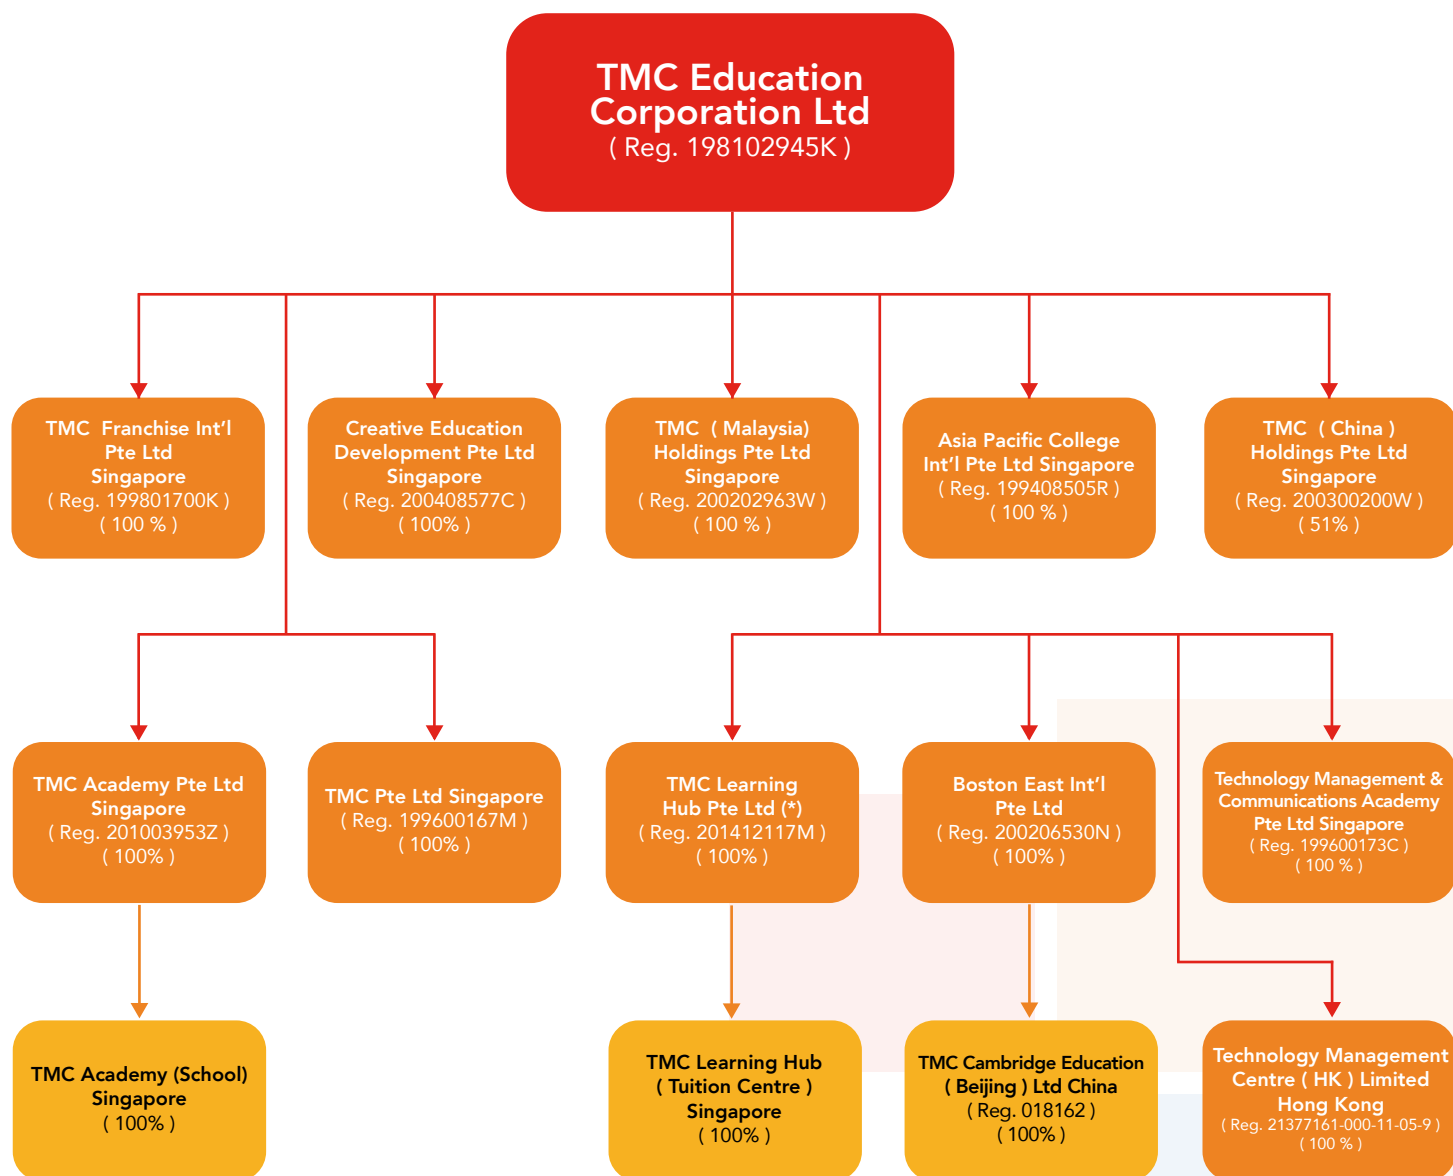 TMC Education
Corporation Ltd
( Reg. 198102945K )
TMC Franchise Int'l
Pte Ltd
Singapore
( Reg. 199801700K )
( 100 % )
Creative Education
Development Pte Ltd
Singapore
( Reg. 200408577C )
( 100% )
TMC ( Malaysia)
Holdings Pte Ltd
Singapore
( Reg. 200202963W )
( 100 % )
Asia Pacific College
Int'l Pte Ltd Singapore
( Reg. 199408505R )
( 100 % )
TMC ( China )
Holdings Pte Ltd
Singapore
( Reg. 200300200W )
( 51% )
TMC Academy Pte Ltd
Singapore
( Reg. 201003953Z )
( 100% )
TMC Pte Ltd Singapore
( Reg. 199600167M )
( 100% )
TMC Learning
Hub Pte Ltd (*)
( Reg. 201412117M )
( 100% )
Boston East Int'l
Pte Ltd
( Reg. 200206530N )
( 100% )
Technology Management &
Communications Academy
Pte Ltd Singapore
( Reg. 199600173C )
( 100 % )
TMC Academy (School)
Singapore
( 100% )
TMC Learning Hub
( Tuition Centre )
Singapore
( 100% )
TMC Cambridge Education
( Beijing ) Ltd China
( Reg. 018162 )
( 100% )
Technology Management
Centre ( HK ) Limited
Hong Kong
( Reg. 21377161-000-11-05-9 )
( 100 % )